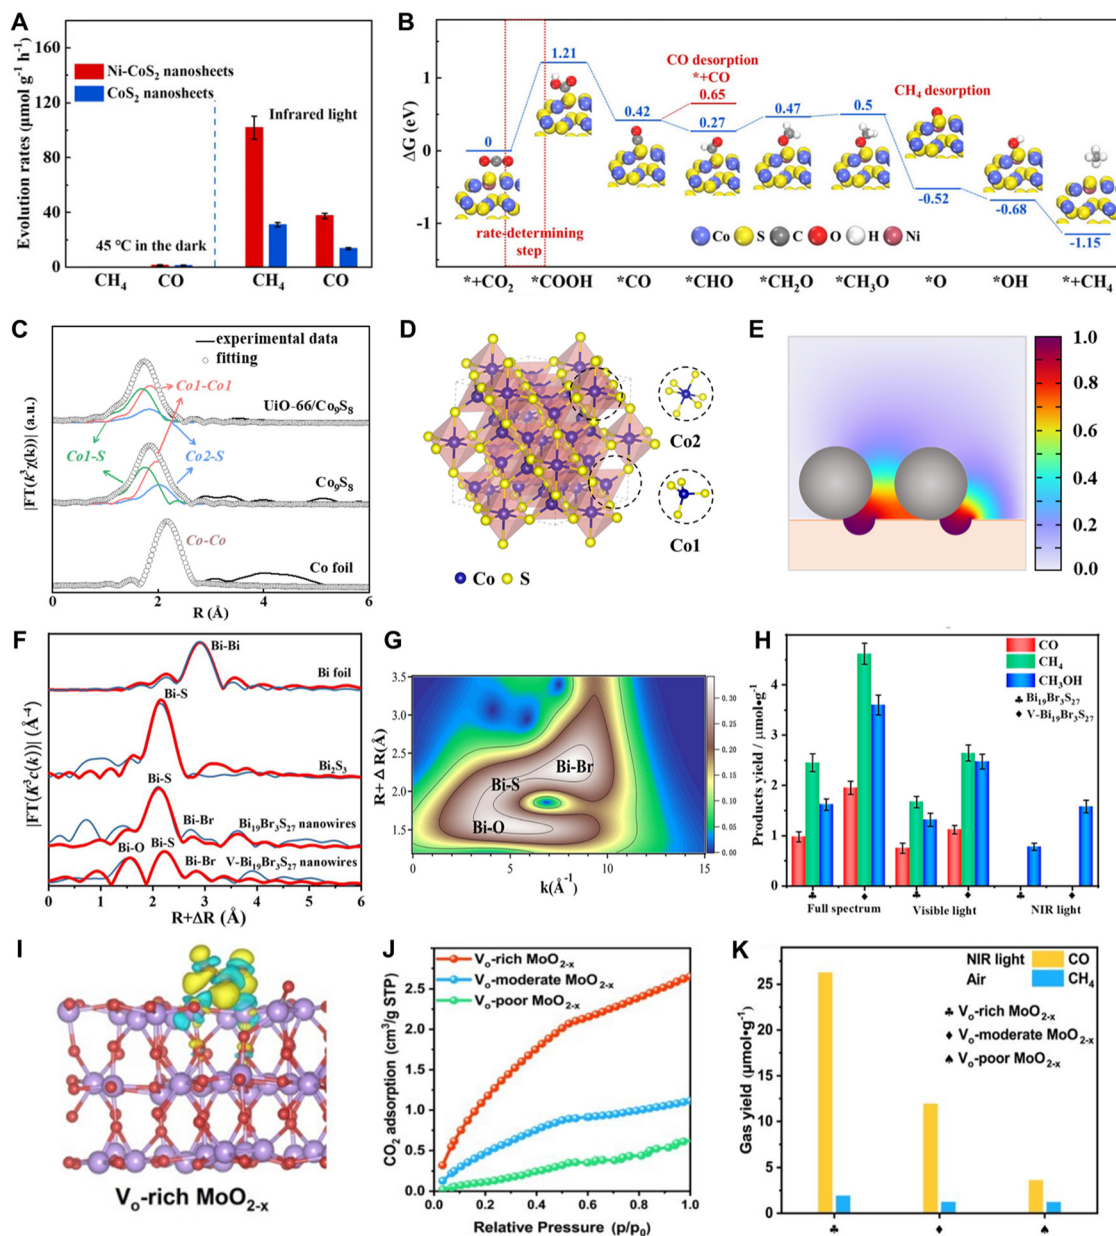 A
Evolution rates (μmol g⁻¹ h⁻¹)
160
120
80
40
0
Ni-CoS₂ nanosheets
CoS₂ nanosheets
Infrared light
45 °C in the dark
CH₄ CO CH₄ CO
B
ΔG (eV)
1
0
-1
0
1.21
0.42
CO desorption
*+CO
0.65
0.27
0.47
0.5
CH₄ desorption
-0.52
-0.68
-1.15
rate-determining
step
Co S C O H Ni
*+CO₂ *COOH *CO *CHO *CH₂O *CH₃O *O *OH *+CH₄
C
|FT(k³χ(k))| (a.u.)
experimental data
fitting
Co1-Co1
UiO-66/Co₉S₈
Co1-S
Co2-S
Co₉S₈
Co-Co
Co foil
0 2 4 6
R (Å)
D
Co2
Co1
Co S
E
1.0
0.8
0.6
0.4
0.2
0.0
F
|FT(K³c(k))| (Å⁻⁴)
Bi-Bi
Bi foil
Bi-S
Bi₂S₃
Bi-S
Bi-Br
Bi₁₉Br₃S₂₇ nanowires
Bi-O
Bi-S
Bi-Br
V-Bi₁₉Br₃S₂₇ nanowires
0 1 2 3 4 5 6
R+ΔR (Å)
G
R+ΔR(Å)
3.5
3.0
2.5
2.0
1.5
Bi-Br
Bi-S
Bi-O
0 5 10 15
k(Å⁻¹)
0.30
0.25
0.20
0.15
0.10
0.05
0.00
H
Products yield / μmol•g⁻¹
5
4
3
2
1
0
CO
CH₄
CH₃OH
♣ Bi₁₉Br₃S₂₇
♦ V-Bi₁₉Br₃S₂₇
♣ ♦ ♣ ♦ ♣ ♦
Full spectrum Visible light NIR light
I
Vₒ-rich MoO₂₋ₓ
J
CO₂ adsorption (cm³/g STP)
3.0
2.5
2.0
1.5
1.0
0.5
0.0
Vₒ-rich MoO₂₋ₓ
Vₒ-moderate MoO₂₋ₓ
Vₒ-poor MoO₂₋ₓ
0.0 0.2 0.4 0.6 0.8 1.0
Relative Pressure (p/p₀)
K
Gas yield (μmol•g⁻¹)
25
20
15
10
5
0
NIR light
Air
CO
CH₄
♣ Vₒ-rich MoO₂₋ₓ
♦ Vₒ-moderate MoO₂₋ₓ
♠ Vₒ-poor MoO₂₋ₓ
♣ ♦ ♠